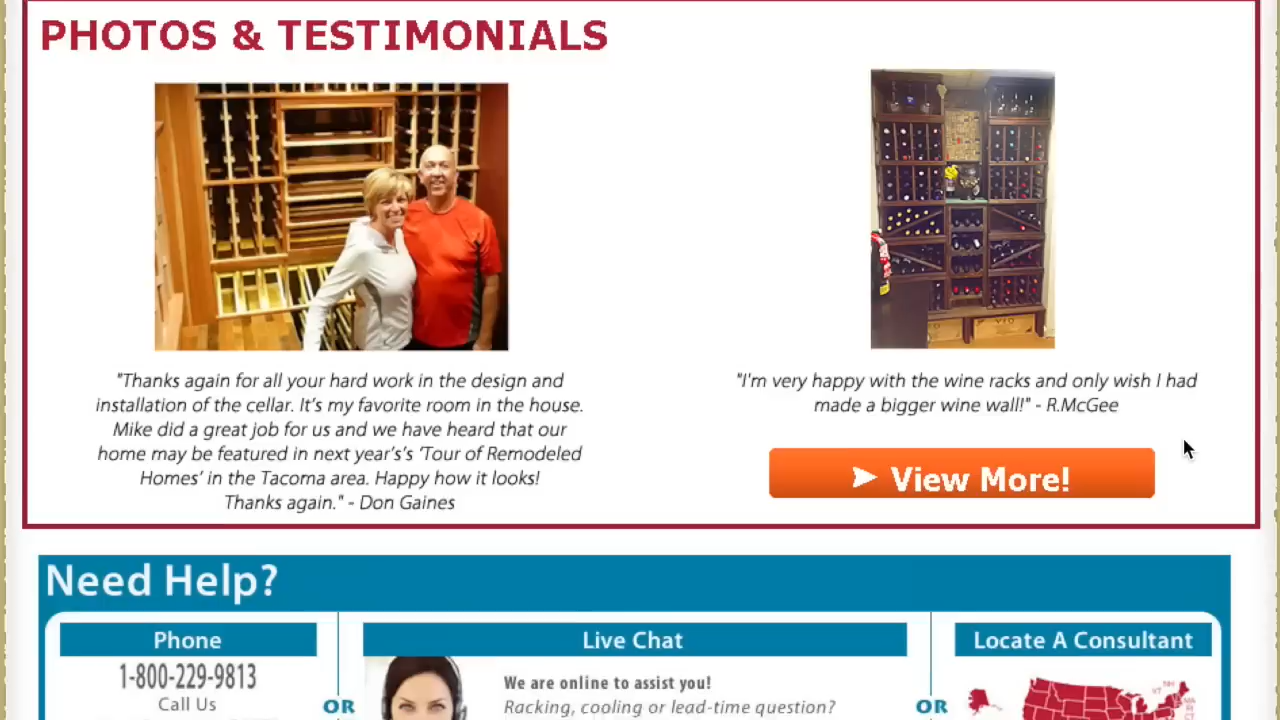 PHOTOS & TESTIMONIALS
"Thanks again for all your hard work in the design and
installation of the cellar. It's my favorite room in the house.
Mike did a great job for us and we have heard that our
home may be featured in next year's's 'Tour of Remodeled
Homes' in the Tacoma area. Happy how it looks!
Thanks again." - Don Gaines
"I'm very happy with the wine racks and only wish I had
made a bigger wine wall!" - R.McGee
View More!
Need Help?
Phone
1-800-229-9813
Call Us
OR
Live Chat
We are online to assist you!
Racking, cooling or lead-time question?
OR
Locate A Consultant
VT
NH
MA